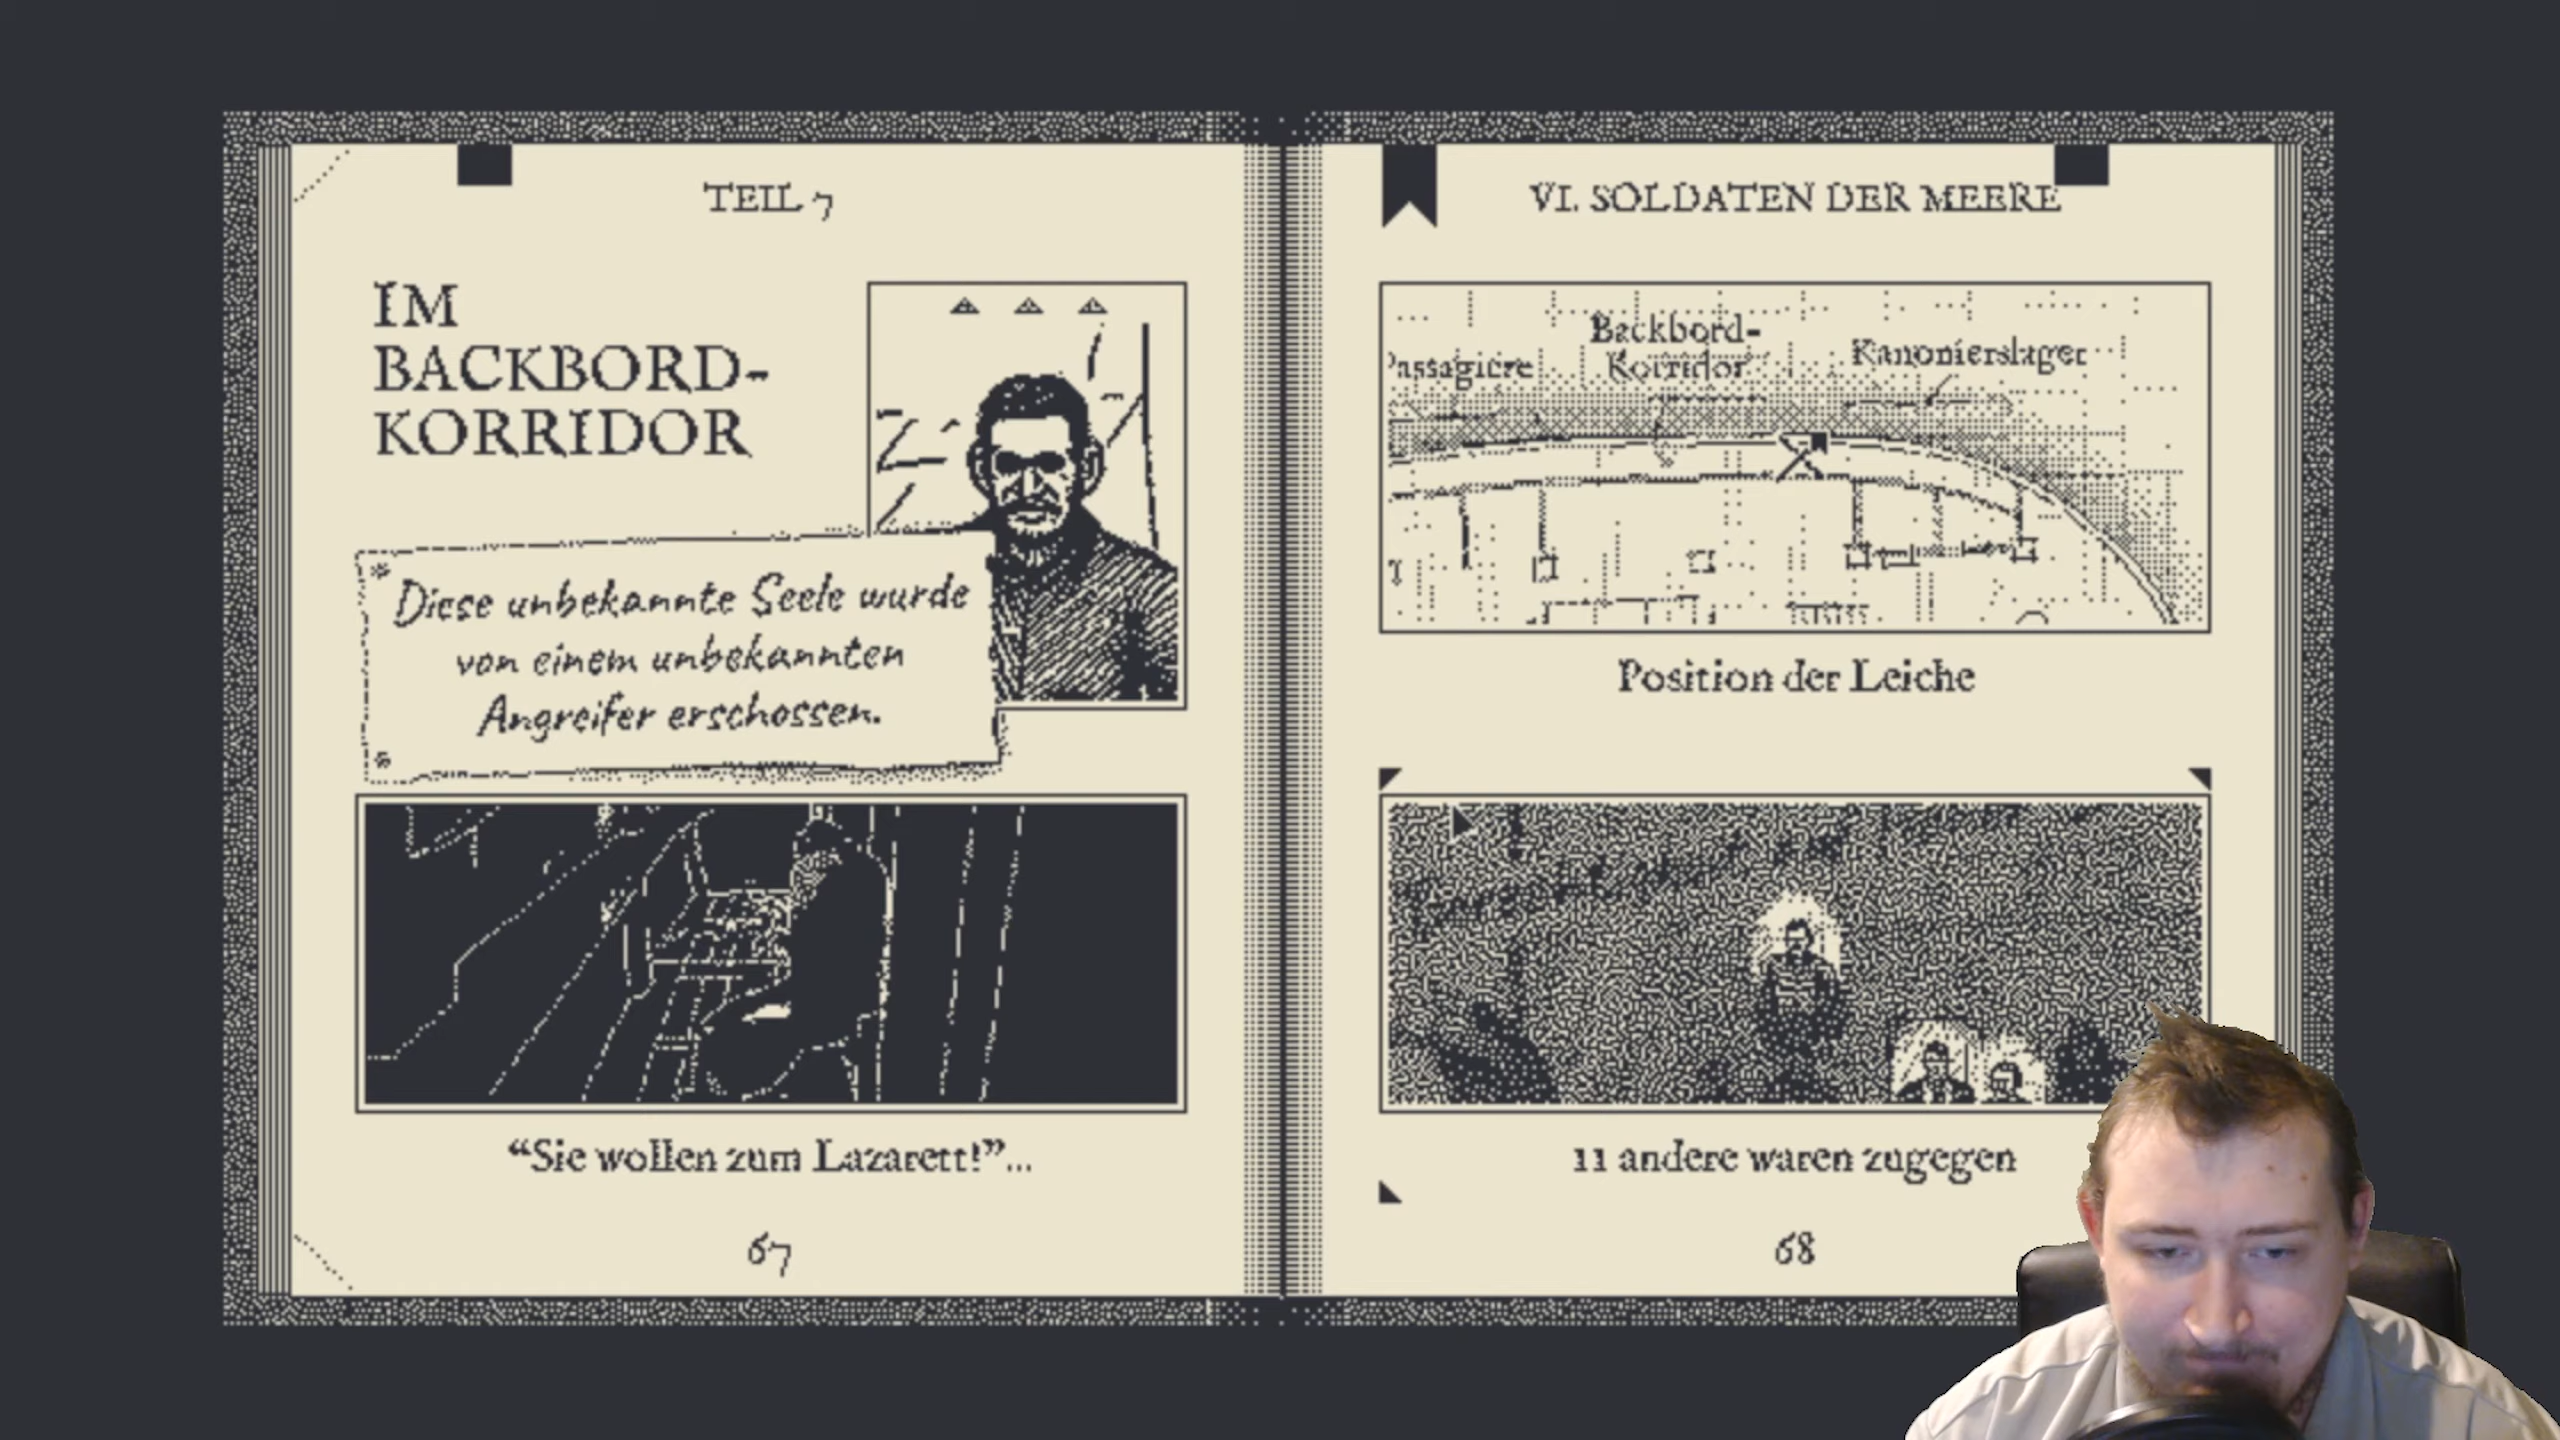 TEIL 7
IM
BACKBORD-
KORRIDOR
Diese unbekannte Seele wurde
von einem unbekannten
Angreifer erschossen.
“Sie wollen zum Lazarett!”...
67
VI. SOLDATEN DER MEERE
Backbord-
Korridor
Kanonierslager
Position der Leiche
11 andere waren zugegen
68